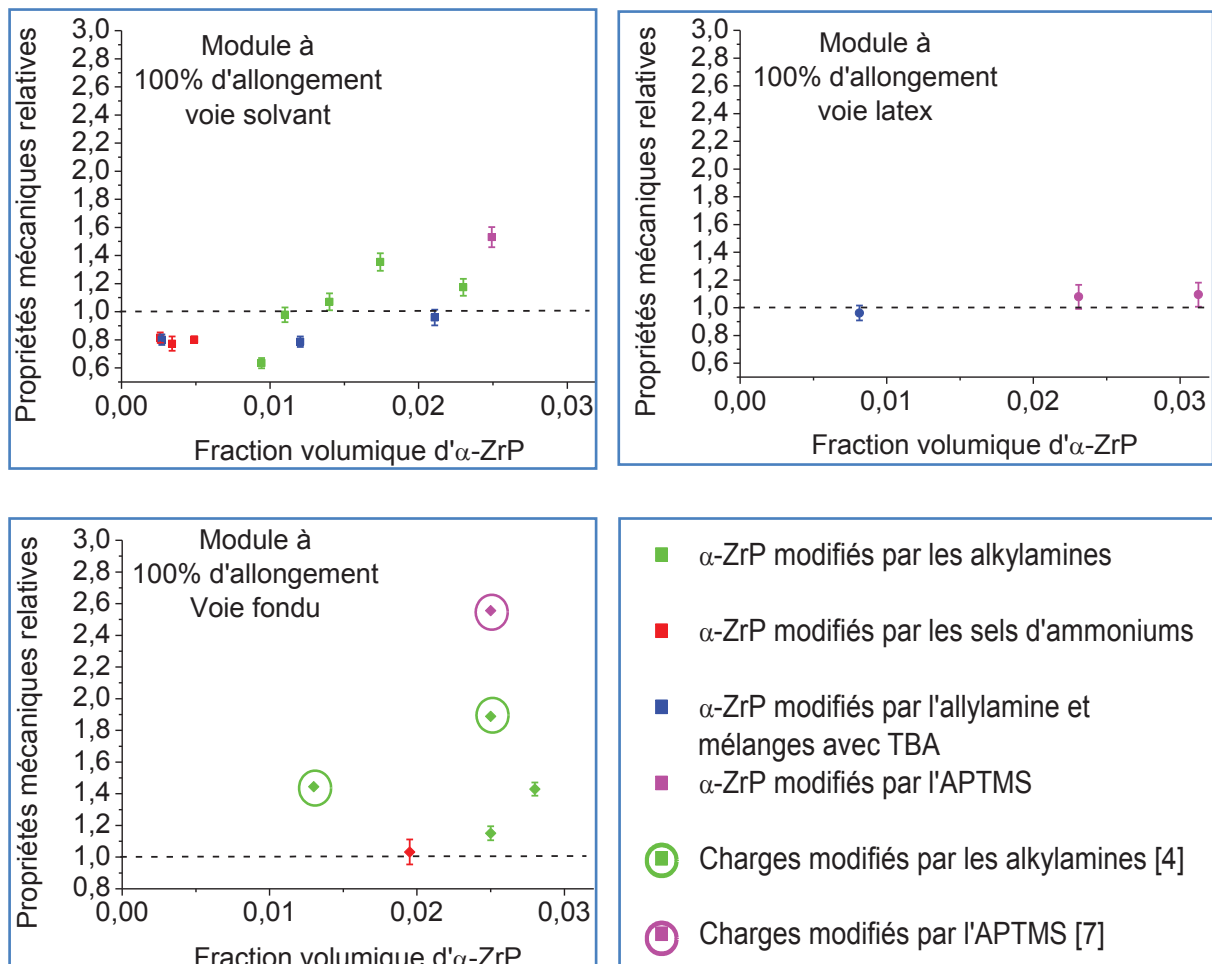 Propriétés mécaniques relatives
3,0
2,8
2,6
2,4
2,2
2,0
1,8
1,6
1,4
1,2
1,0
0,8
0,6
Module à
100% d'allongement
voie solvant
0,00
0,01
0,02
0,03
Fraction volumique d'α-ZrP
Propriétés mécaniques relatives
3,0
2,8
2,6
2,4
2,2
2,0
1,8
1,6
1,4
1,2
1,0
0,8
0,6
Module à
100% d'allongement
voie latex
0,00
0,01
0,02
0,03
Fraction volumique d'α-ZrP
Propriétés mécaniques relatives
3,0
2,8
2,6
2,4
2,2
2,0
1,8
1,6
1,4
1,2
1,0
0,8
Module à
100% d'allongement
Voie fondu
0,00
0,01
0,02
0,03
Fraction volumique d'α-ZrP
α-ZrP modifiés par les alkylamines
α-ZrP modifiés par les sels d'ammoniums
α-ZrP modifiés par l'allylamine et
mélanges avec TBA
α-ZrP modifiés par l'APTMS
Charges modifiés par les alkylamines [4]
Charges modifiés par l'APTMS [7]